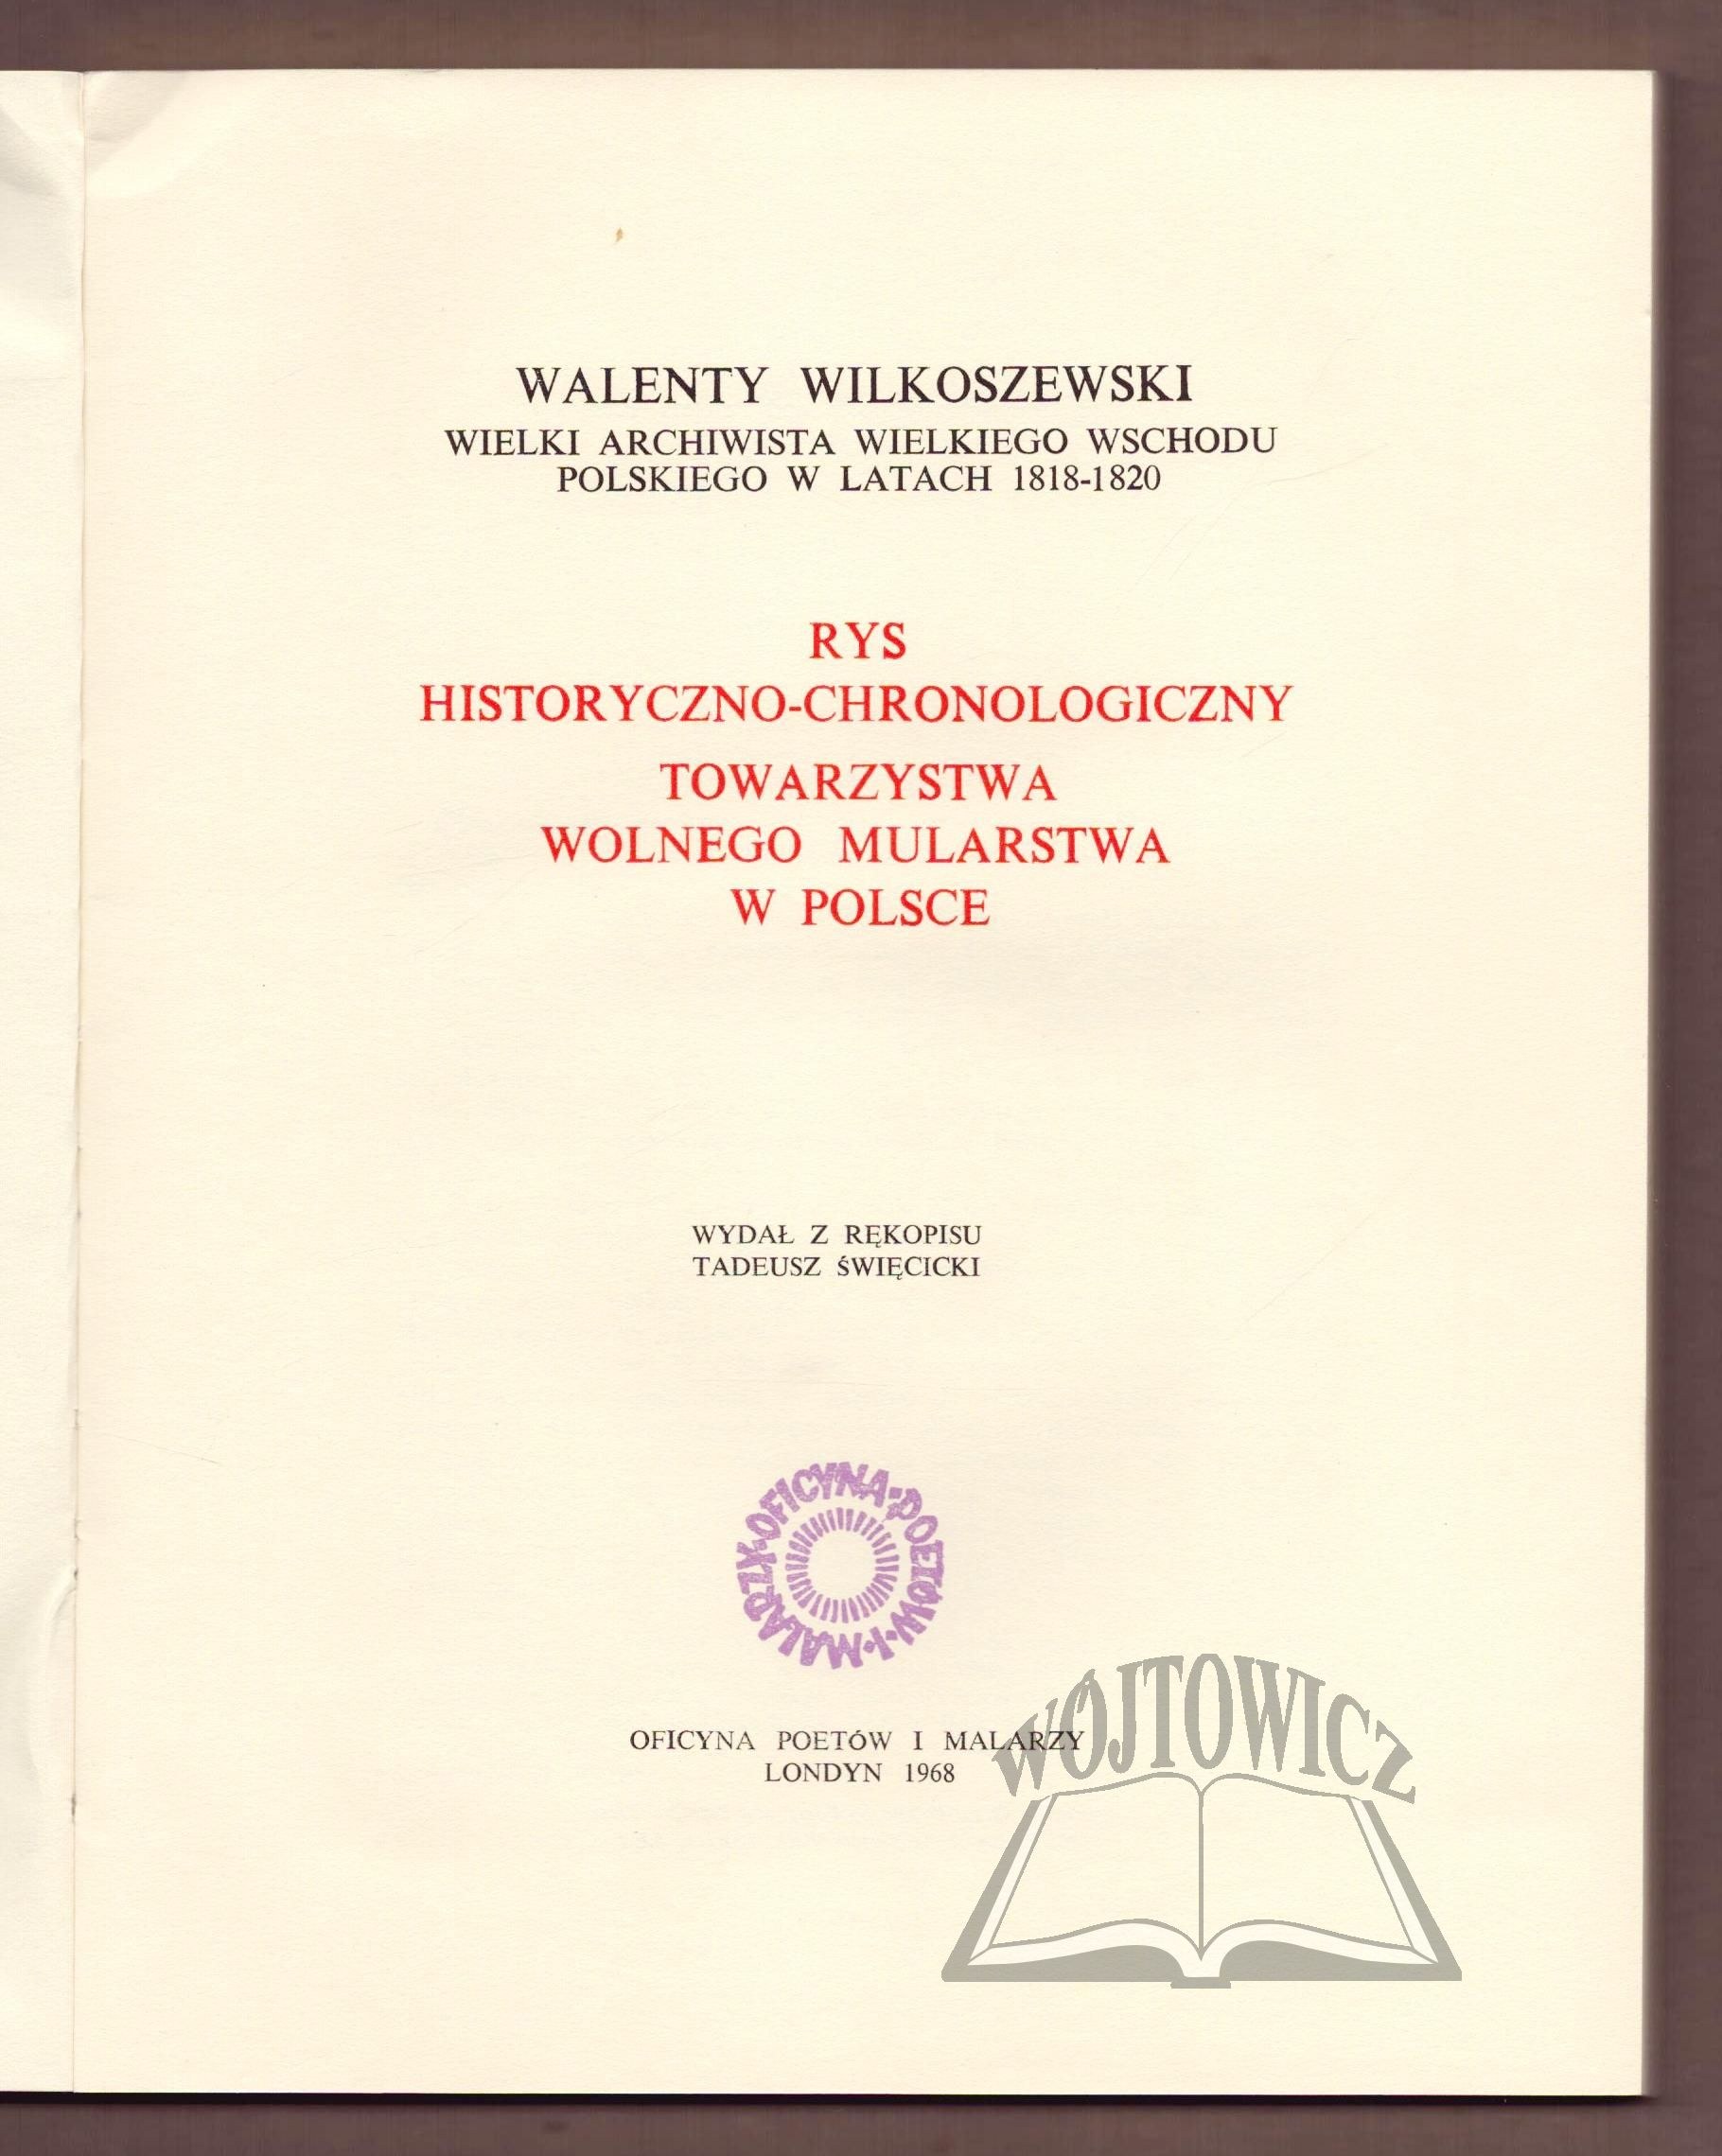 WALENTY WILKOSZEWSKI
WIELKI ARCHIWISTA WIELKIEGO WSCHODU
POLSKIEGO W LATACH 1818-1820
RYS
HISTORYCZNO-CHRONOLOGICZNY
TOWARZYSTWA
WOLNEGO MULARSTWA
W POLSCE
WYDAŁ Z RĘKOPISU
TADEUSZ ŚWIĘCICKI
OFICYNA·POETÓW·I·MALARZY·
OFICYNA POETÓW I MALARZY
LONDYN 1968
WÓJTOWICZ